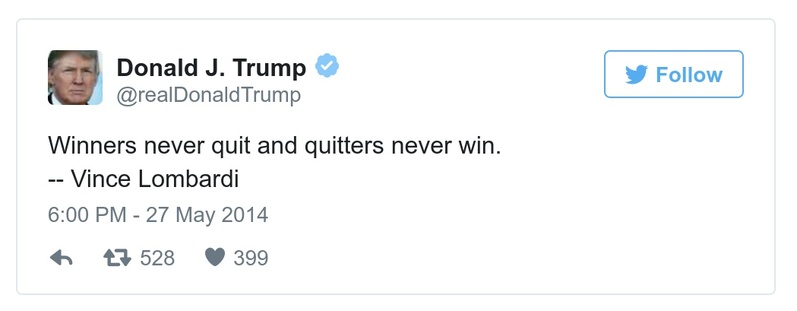 Donald J. Trump
@realDonaldTrump
Follow
Winners never quit and quitters never win.
-- Vince Lombardi
6:00 PM - 27 May 2014
528 399